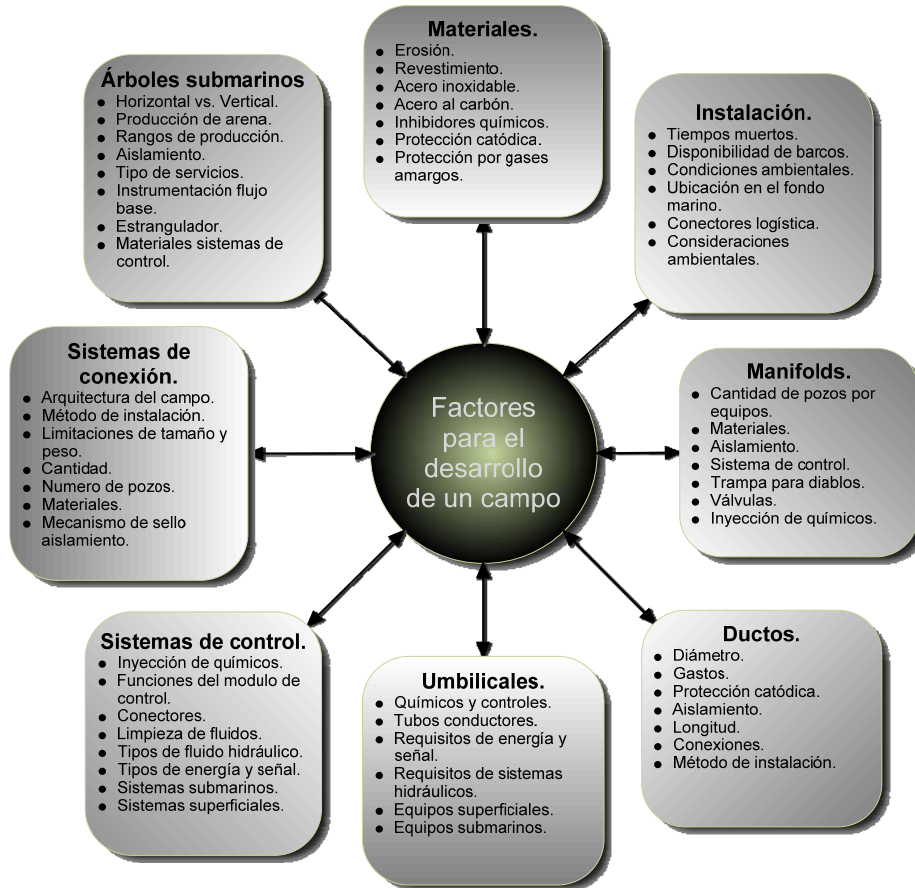 Materiales.
● Erosión.
● Revestimiento.
● Acero inoxidable.
● Acero al carbón.
● Inhibidores químicos.
● Protección catódica.
● Protección por gases
amargos.
Árboles submarinos
● Horizontal vs. Vertical.
● Producción de arena.
● Rangos de producción.
● Aislamiento.
● Tipo de servicios.
● Instrumentación flujo
base.
● Estrangulador.
● Materiales sistemas de
control.
Instalación.
● Tiempos muertos.
● Disponibilidad de barcos.
● Condiciones ambientales.
● Ubicación en el fondo
marino.
● Conectores logística.
● Consideraciones
ambientales.
Sistemas de
conexión.
● Arquitectura del campo.
● Método de instalación.
● Limitaciones de tamaño y
peso.
● Cantidad.
● Numero de pozos.
● Materiales.
● Mecanismo de sello
aislamiento.
Factores
para el
desarrollo
de un campo
Manifolds.
● Cantidad de pozos por
equipos.
● Materiales.
● Aislamiento.
● Sistema de control.
● Trampa para diablos.
● Válvulas.
● Inyección de químicos.
Sistemas de control.
● Inyección de químicos.
● Funciones del modulo de
control.
● Conectores.
● Limpieza de fluidos.
● Tipos de fluido hidráulico.
● Tipos de energía y señal.
● Sistemas submarinos.
● Sistemas superficiales.
Umbilicales.
● Químicos y controles.
● Tubos conductores.
● Requisitos de energía y
señal.
● Requisitos de sistemas
hidráulicos.
● Equipos superficiales.
● Equipos submarinos.
Ductos.
● Diámetro.
● Gastos.
● Protección catódica.
● Aislamiento.
● Longitud.
● Conexiones.
● Método de instalación.